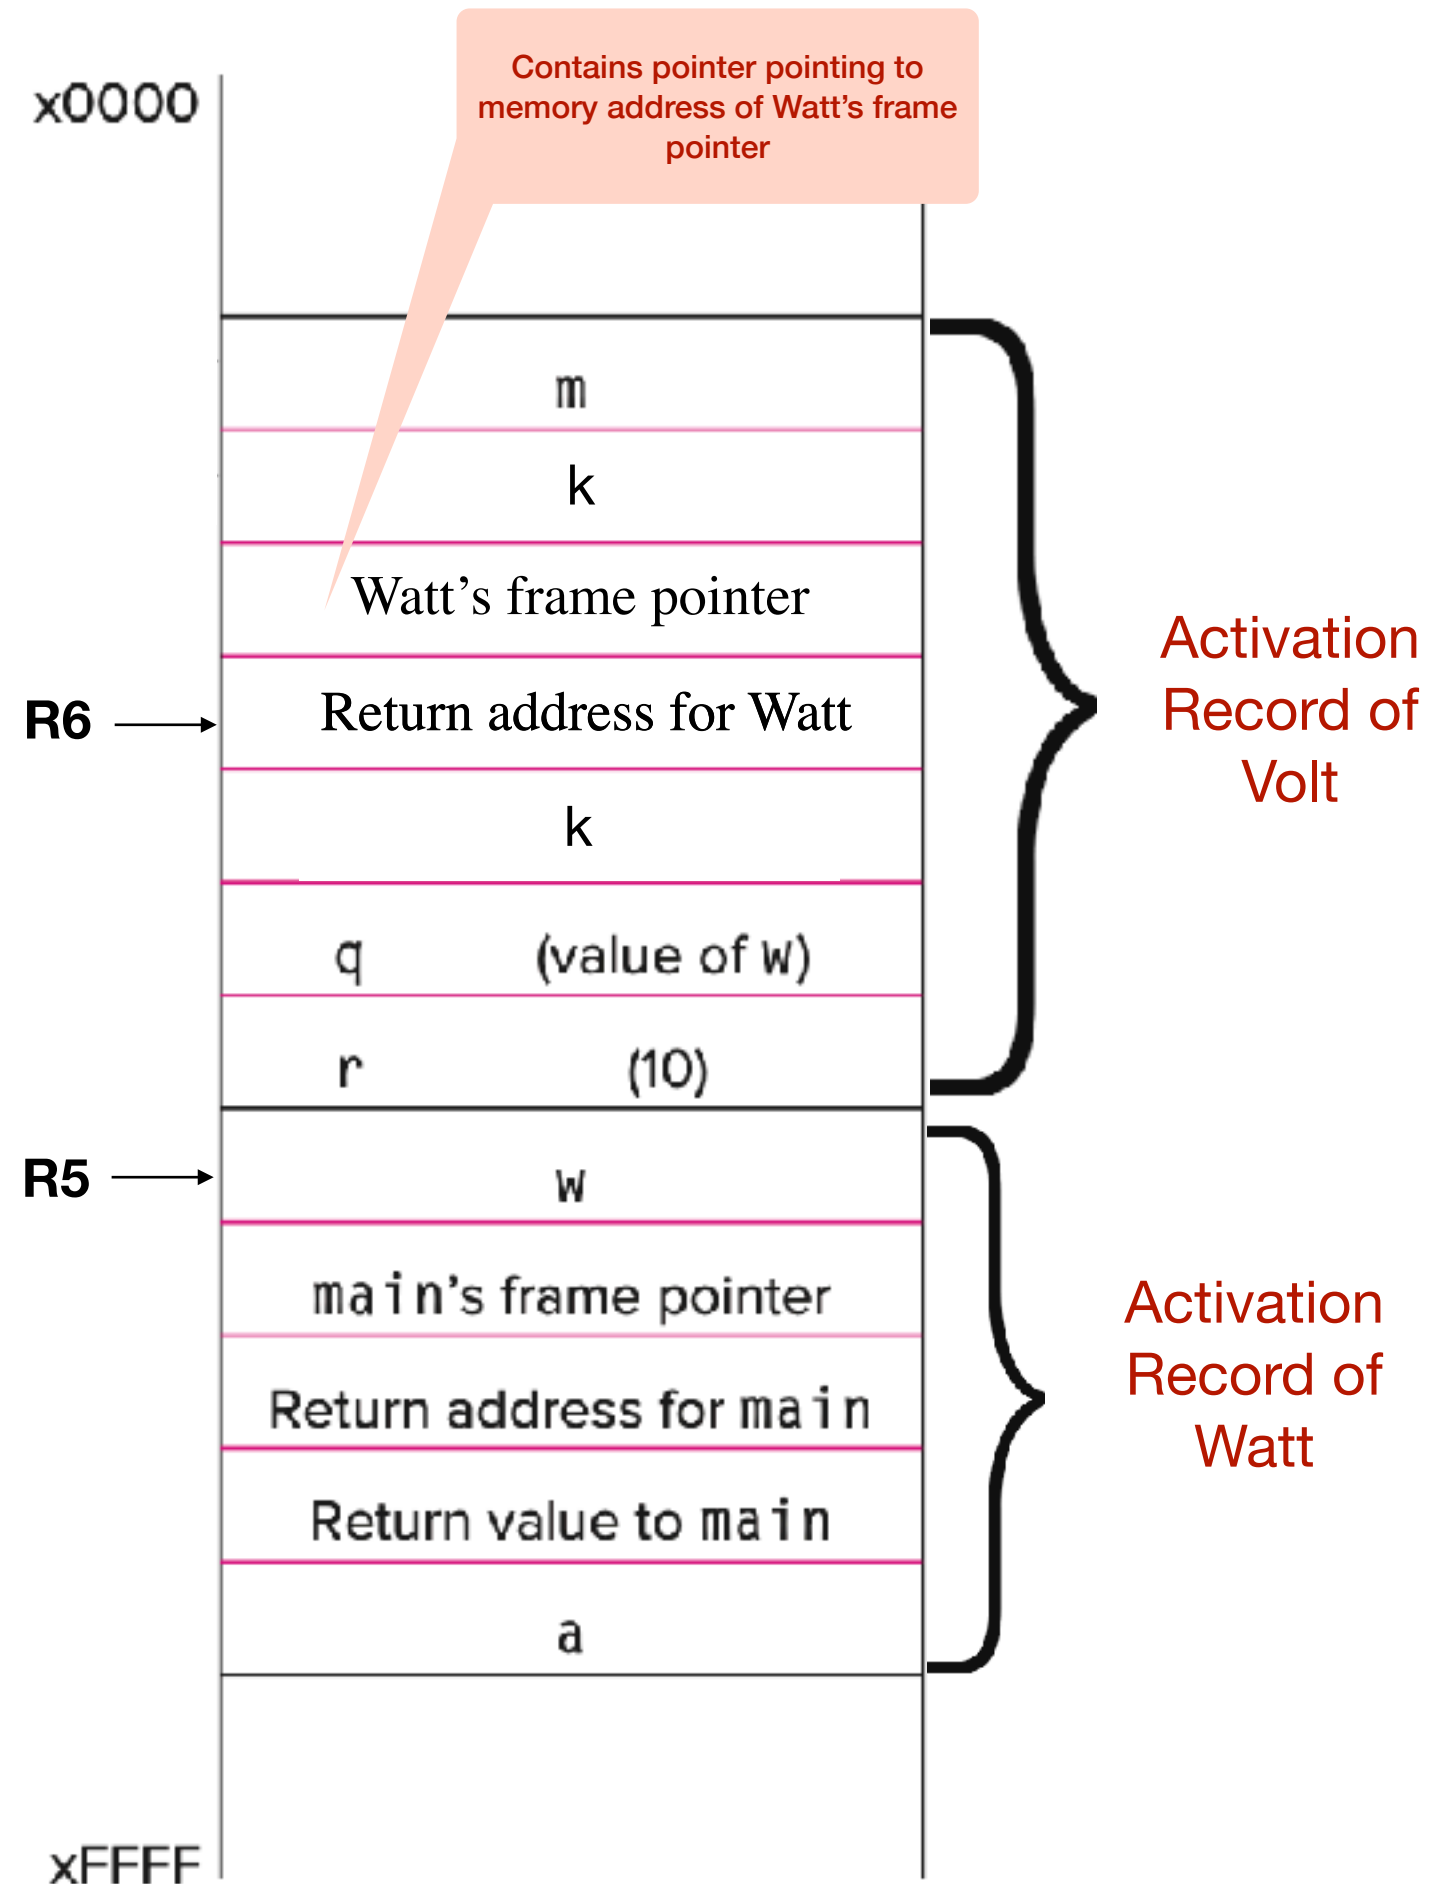 Contains pointer pointing to
memory address of Watt’s frame
pointer
x0000
m
k
Watt’s frame pointer
R6
Return address for Watt
Activation
Record of
Volt
k
q (value of w)
r (10)
R5
w
main’s frame pointer
Return address for main
Activation
Record of
Watt
Return value to main
a
xFFFF